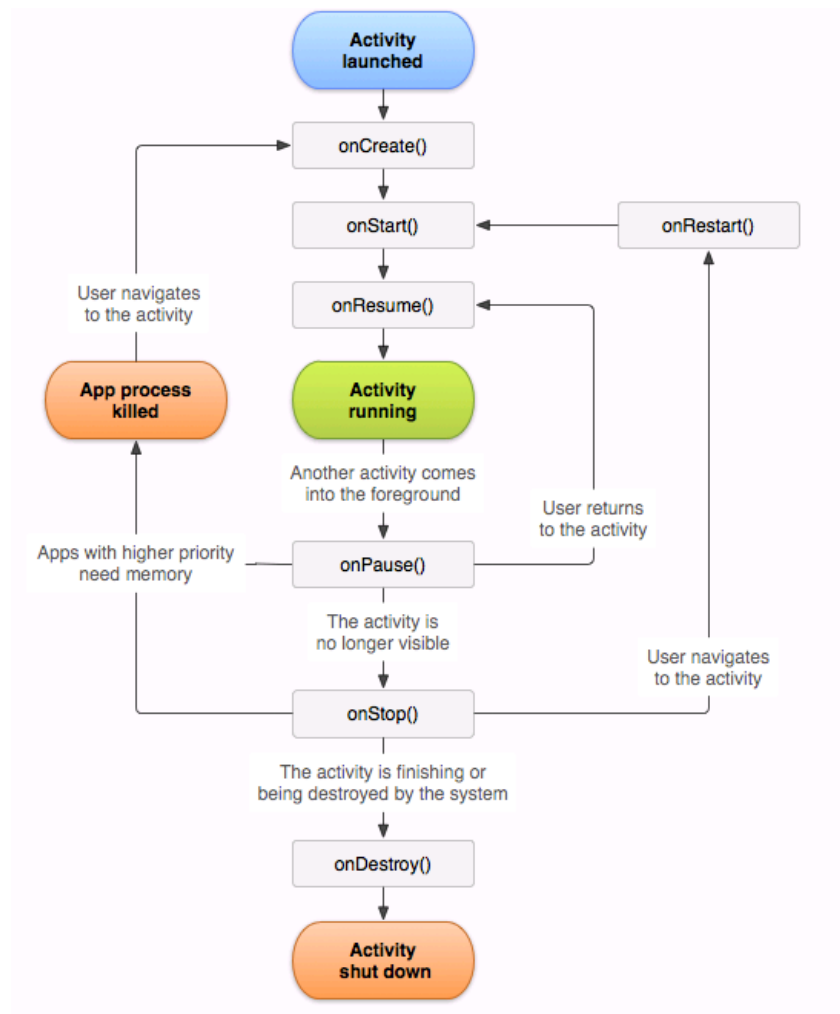 Activity
launched
onCreate()
onStart()
onRestart()
User navigates
to the activity
onResume()
App process
killed
Activity
running
Another activity comes
into the foreground
User returns
to the activity
Apps with higher priority
need memory
onPause()
The activity is
no longer visible
User navigates
to the activity
onStop()
The activity is finishing or
being destroyed by the system
onDestroy()
Activity
shut down